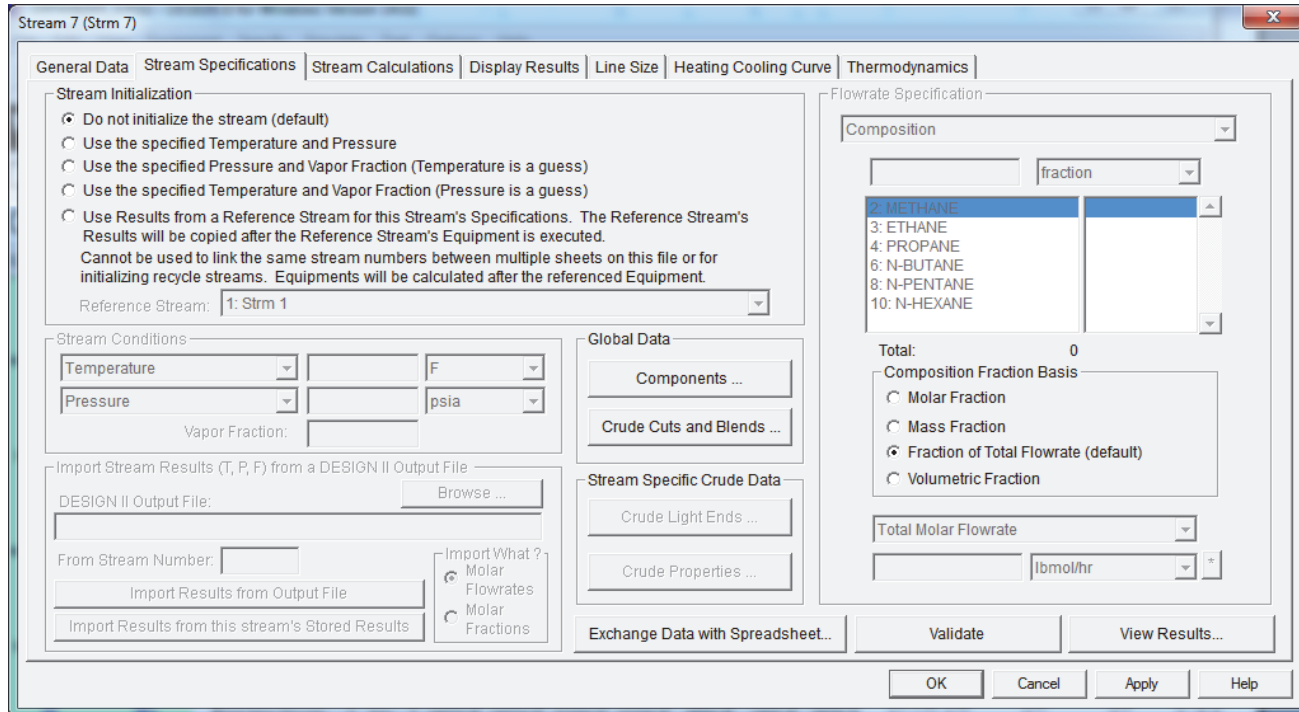 Stream 7 (Strm 7)
General Data
Stream Specifications
Stream Calculations
Display Results
Line Size
Heating Cooling Curve
Thermodynamics
Stream Initialization
Do not initialize the stream (default)
Use the specified Temperature and Pressure
Use the specified Pressure and Vapor Fraction (Temperature is a guess)
Use the specified Temperature and Vapor Fraction (Pressure is a guess)
Use Results from a Reference Stream for this Stream's Specifications. The Reference Stream's
Results will be copied after the Reference Stream's Equipment is executed.
Cannot be used to link the same stream numbers between multiple sheets on this file or for
initializing recycle streams. Equipments will be calculated after the referenced Equipment.
Reference Stream: 1: Strm 1
Stream Conditions
Temperature
F
Pressure
psia
Vapor Fraction:
Import Stream Results (T, P, F) from a DESIGN II Output File
DESIGN II Output File:
Browse ...
From Stream Number:
Import Results from Output File
Import Results from this stream's Stored Results
Import What ?
Molar
Flowrates
Molar
Fractions
Global Data
Components ...
Crude Cuts and Blends ...
Stream Specific Crude Data
Crude Light Ends ...
Crude Properties ...
Flowrate Specification
Composition
fraction
2: METHANE
3: ETHANE
4: PROPANE
6: N-BUTANE
8: N-PENTANE
10: N-HEXANE
Total: 0
Composition Fraction Basis
Molar Fraction
Mass Fraction
Fraction of Total Flowrate (default)
Volumetric Fraction
Total Molar Flowrate
lbmol/hr
*
Exchange Data with Spreadsheet...
Validate
View Results...
OK
Cancel
Apply
Help